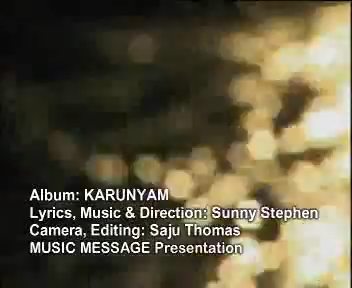 Album: KARUNYAM
Lyrics, Music & Direction: Sunny Stephen
Camera, Editing: Saju Thomas
MUSIC MESSAGE Presentation